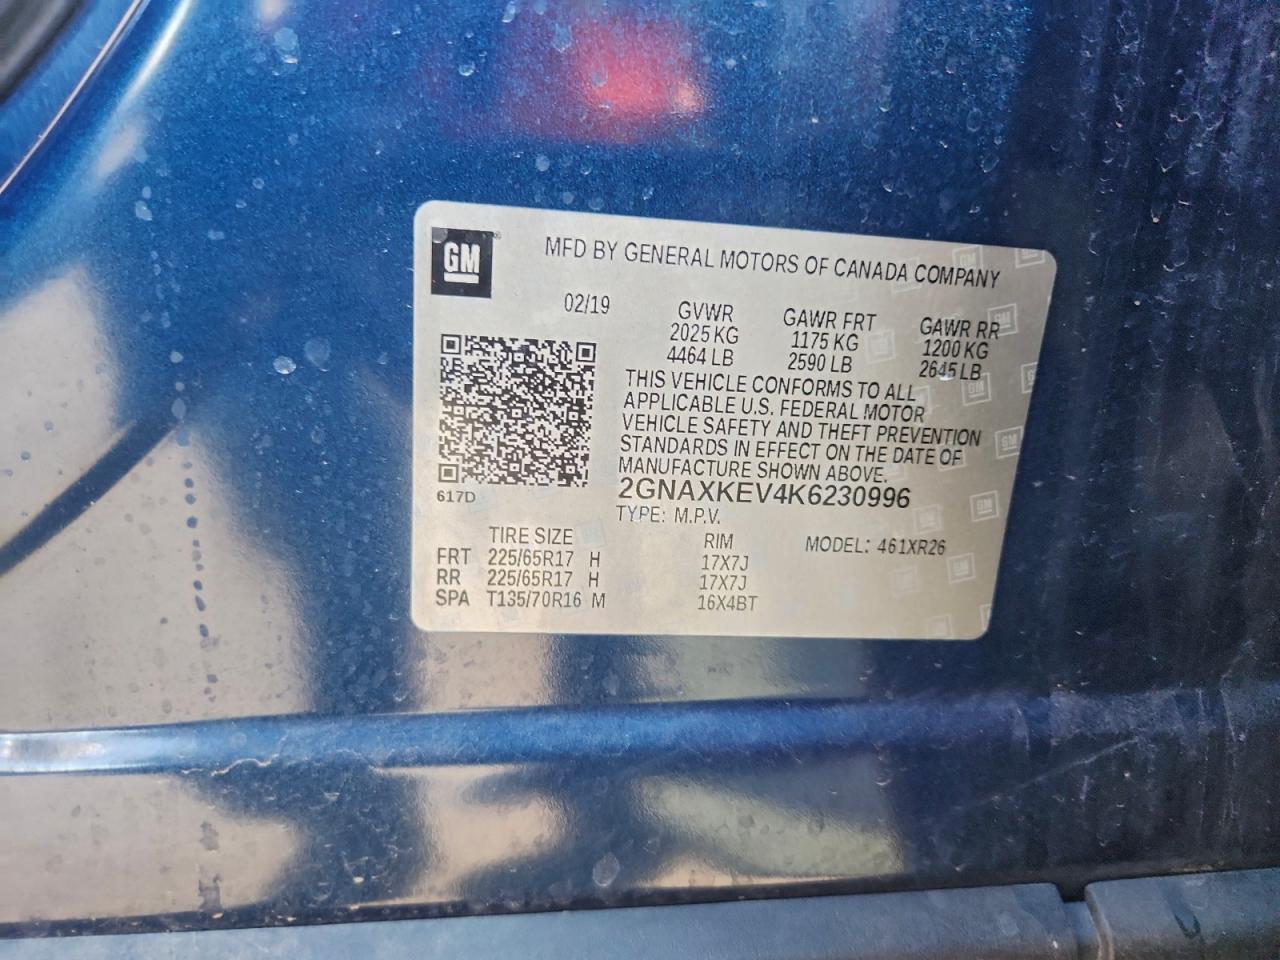 GM
MFD BY GENERAL MOTORS OF CANADA COMPANY
02/19
GVWR GAWR FRT GAWR RR
2025 KG 1175 KG 1200 KG
4464 LB 2590 LB 2645 LB
THIS VEHICLE CONFORMS TO ALL
APPLICABLE U.S. FEDERAL MOTOR
VEHICLE SAFETY AND THEFT PREVENTION
STANDARDS IN EFFECT ON THE DATE OF
MANUFACTURE SHOWN ABOVE.
617D
2GNAXKEV4K6230996
TYPE: M.P.V.
TIRE SIZE RIM MODEL: 461XR26
FRT 225/65R17 H 17X7J
RR 225/65R17 H 17X7J
SPA T135/70R16 M 16X4BT